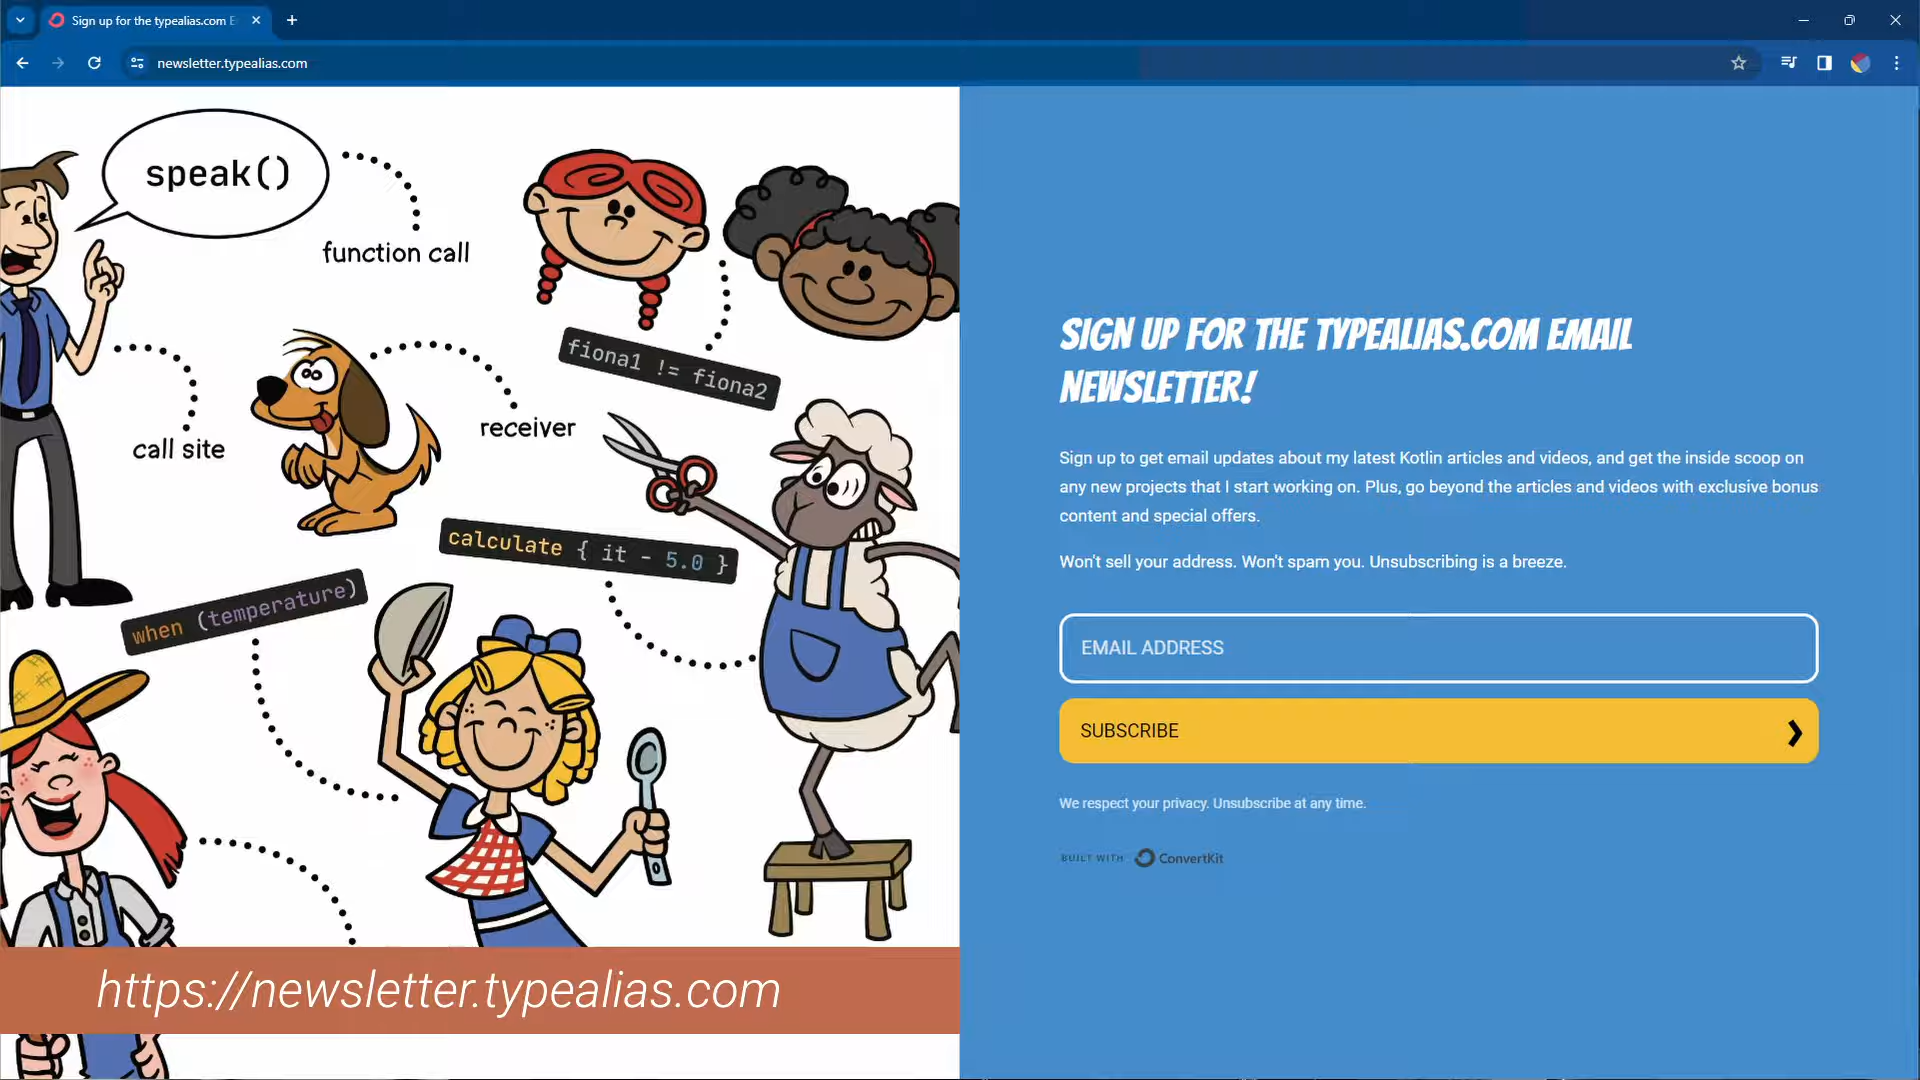 Sign up for the typealias.com E
newsletter.typealias.com
speak()
function call
fiona1 != fiona2
call site
receiver
calculate { it - 5.0 }
when (temperature)
https://newsletter.typealias.com
SIGN UP FOR THE TYPEALIAS.COM EMAIL
NEWSLETTER!
Sign up to get email updates about my latest Kotlin articles and videos, and get the inside scoop on
any new projects that I start working on. Plus, go beyond the articles and videos with exclusive bonus
content and special offers.
Won't sell your address. Won't spam you. Unsubscribing is a breeze.
EMAIL ADDRESS
SUBSCRIBE
We respect your privacy. Unsubscribe at any time.
BUILT WITH ConvertKit